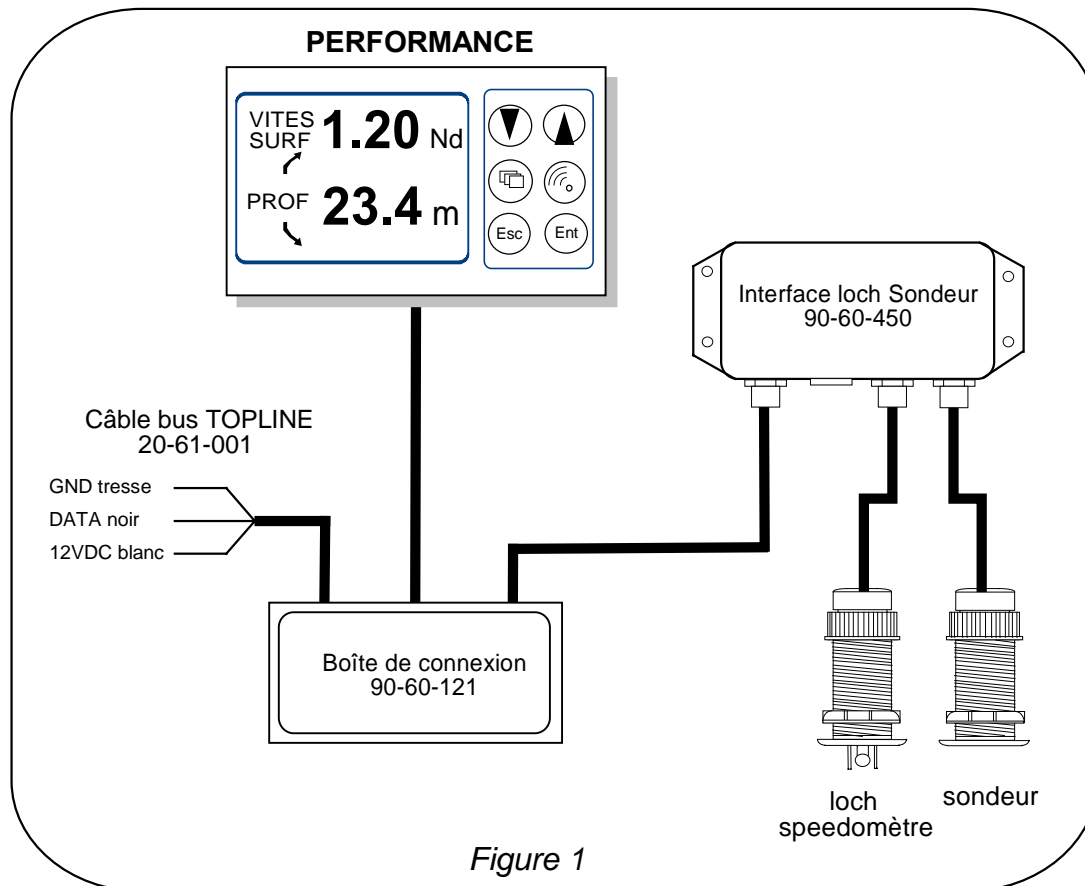 PERFORMANCE
VITES
SURF
1.20 Nd
PROF
23.4 m
Esc
Ent
Interface loch Sondeur
90-60-450
Câble bus TOPLINE
20-61-001
GND tresse
DATA noir
12VDC blanc
Boîte de connexion
90-60-121
loch
speedomètre
sondeur
Figure 1